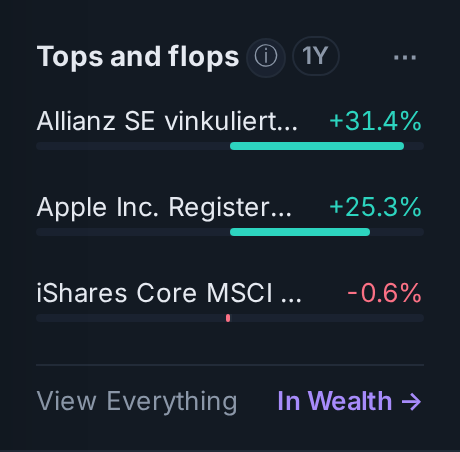 Tops and flops ⓘ 1Y ...
Allianz SE vinkuliert... +31.4%
Apple Inc. Register... +25.3%
iShares Core MSCI ... -0.6%
View Everything In Wealth →